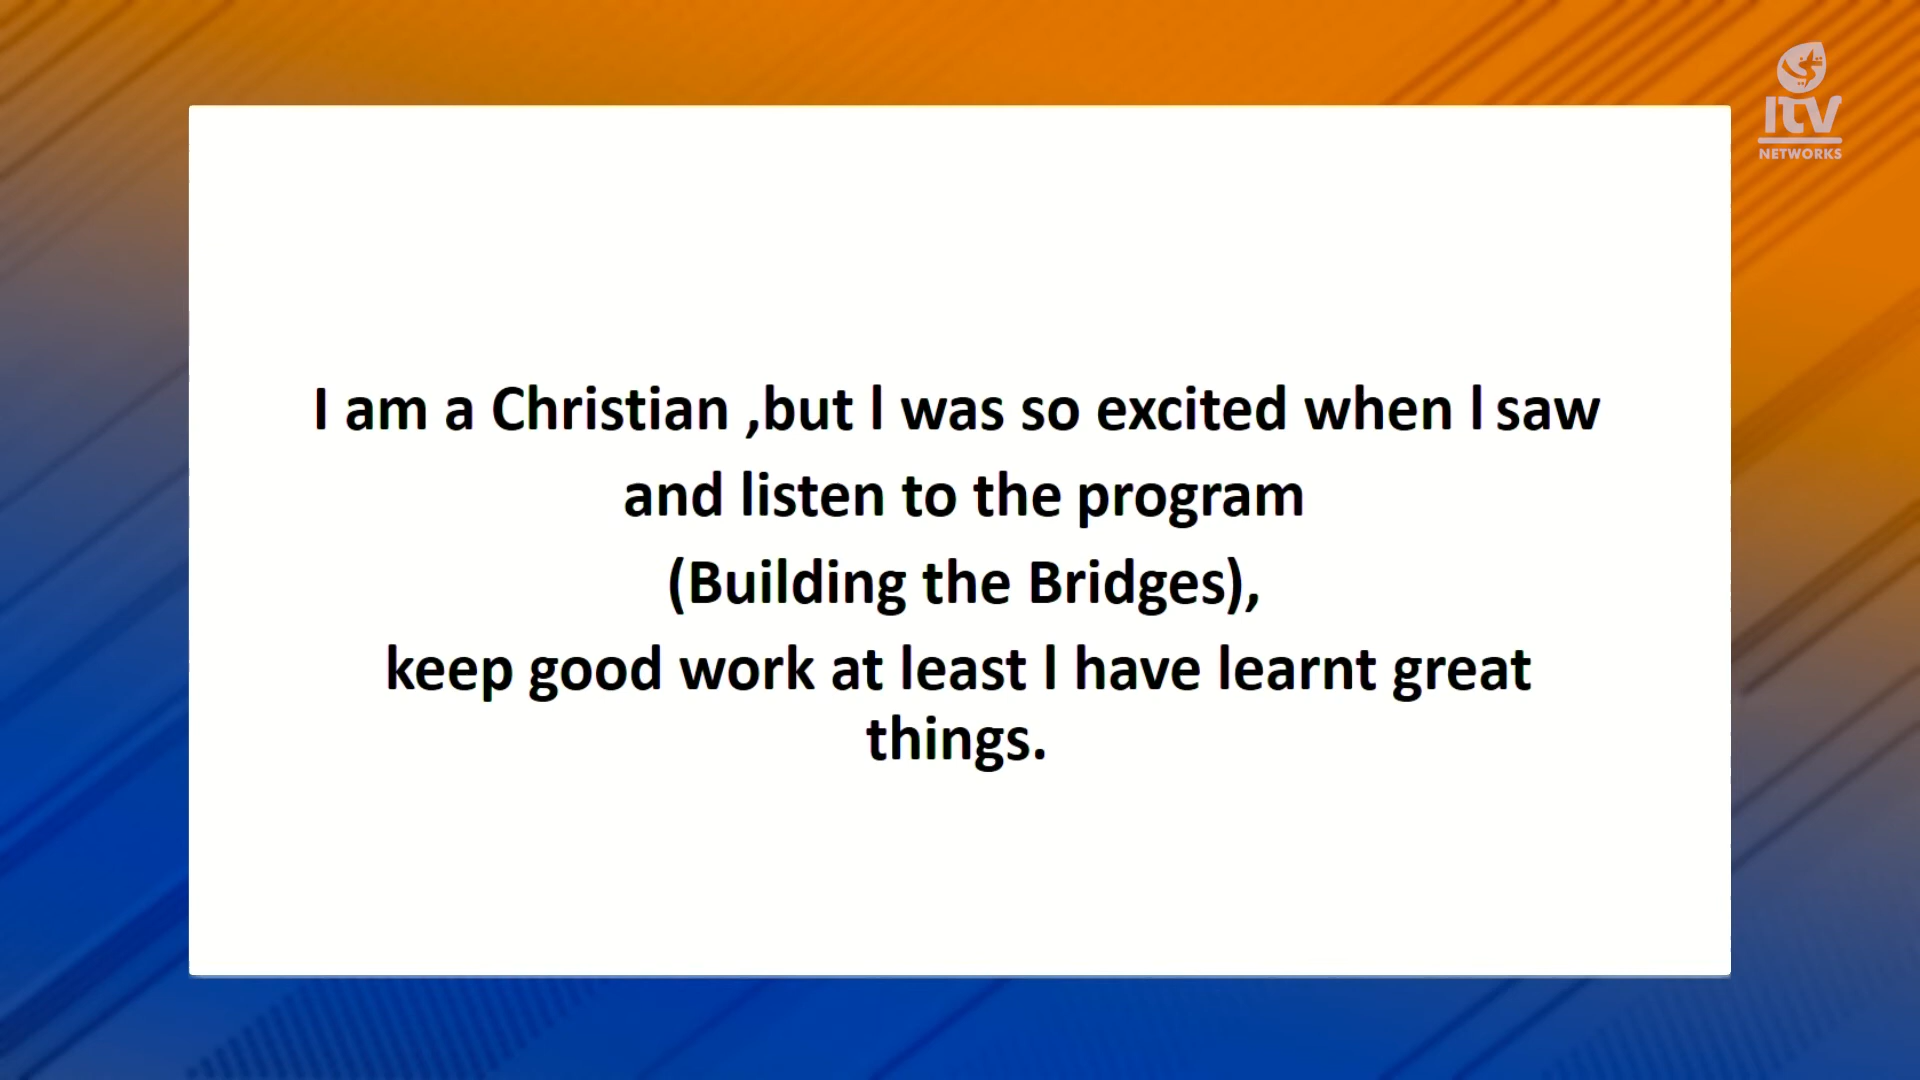 ITV
NETWORKS
I am a Christian ,but I was so excited when I saw
and listen to the program
(Building the Bridges),
keep good work at least I have learnt great
things.